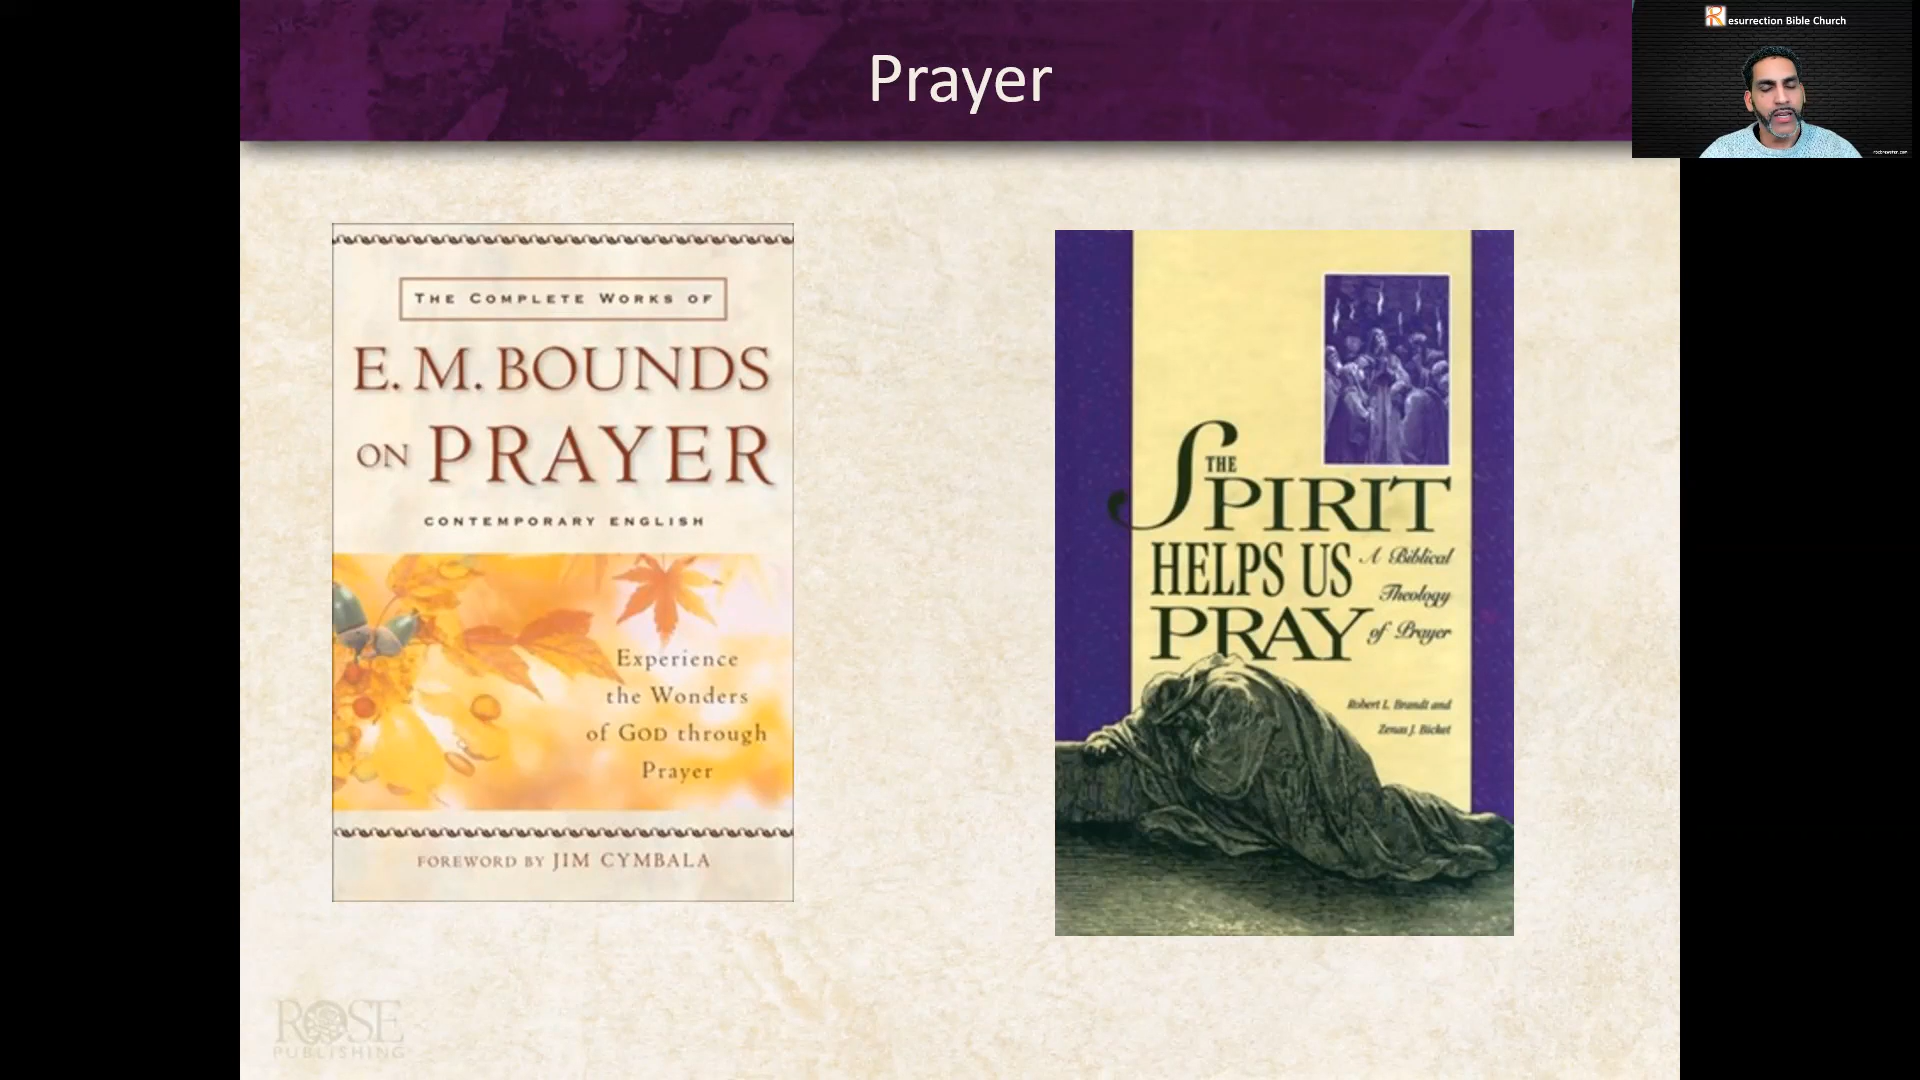 Prayer
Resurrection Bible Church
THE COMPLETE WORKS OF
E. M. BOUNDS
ON PRAYER
CONTEMPORARY ENGLISH
Experience
the Wonders
of GOD through
Prayer
FOREWORD BY JIM CYMBALA
THE
SPIRIT
HELPS US
PRAY
A Biblical
Theology
of Prayer
Robert L. Brandt and
Zenas J. Bicket
ROSE
PUBLISHING